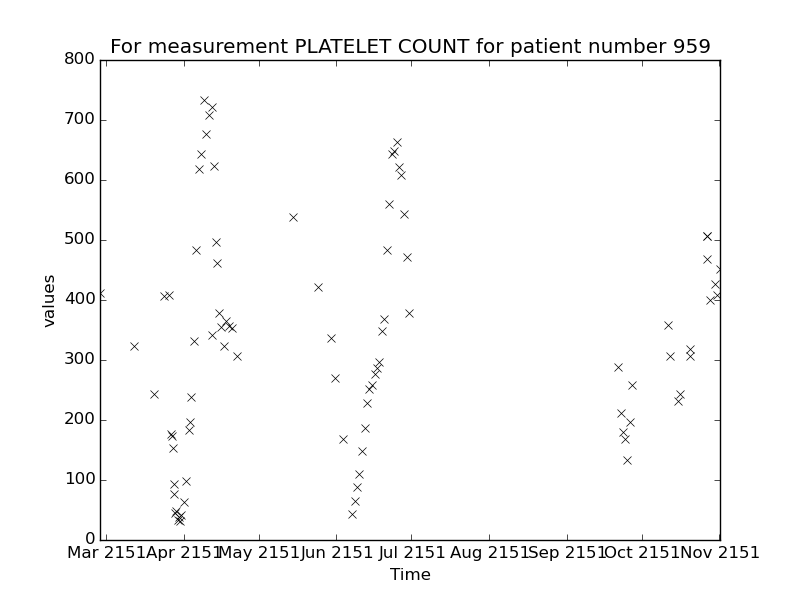 For measurement PLATELET COUNT for patient number 959
800
700
600
500
400
300
200
100
0
values
Mar 2151 Apr 2151 May 2151 Jun 2151 Jul 2151 Aug 2151 Sep 2151 Oct 2151 Nov 2151
Time